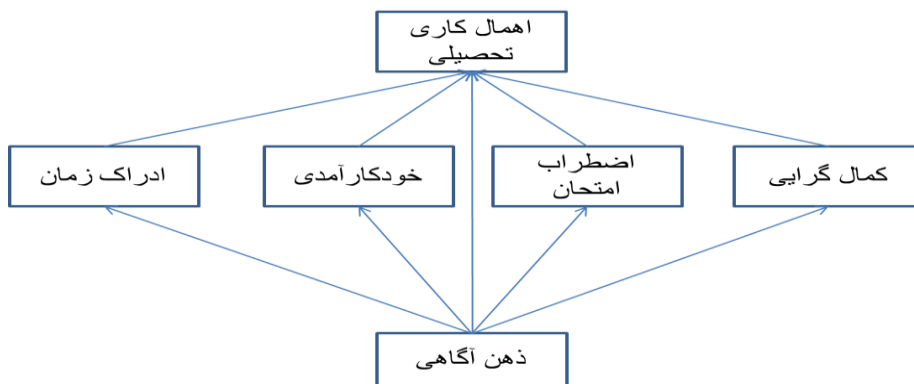 اهمال کاری
تحصیلی
کمال گرایی
اضطراب
امتحان
خودکارآمدی
ادراک زمان
ذهن آگاهی